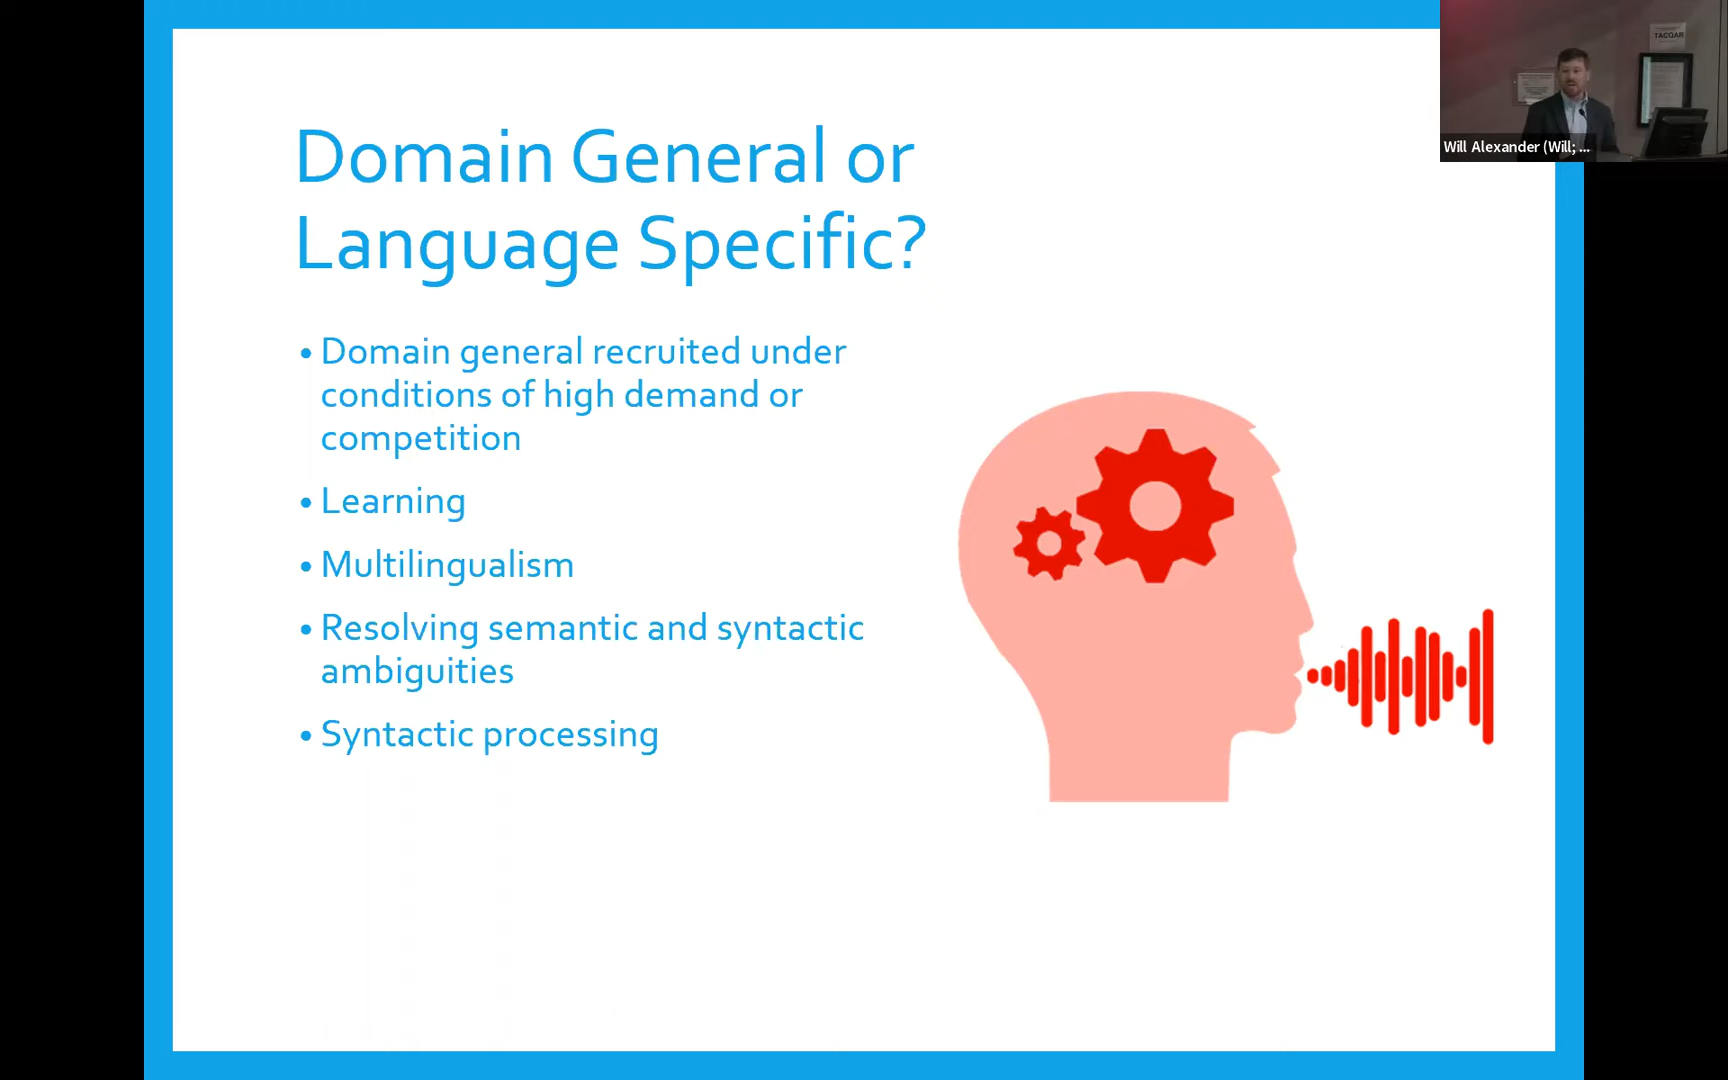 Domain General or
Language Specific?
• Domain general recruited under
conditions of high demand or
competition
• Learning
• Multilingualism
• Resolving semantic and syntactic
ambiguities
• Syntactic processing
TACQAR
Will Alexander (Will; ...